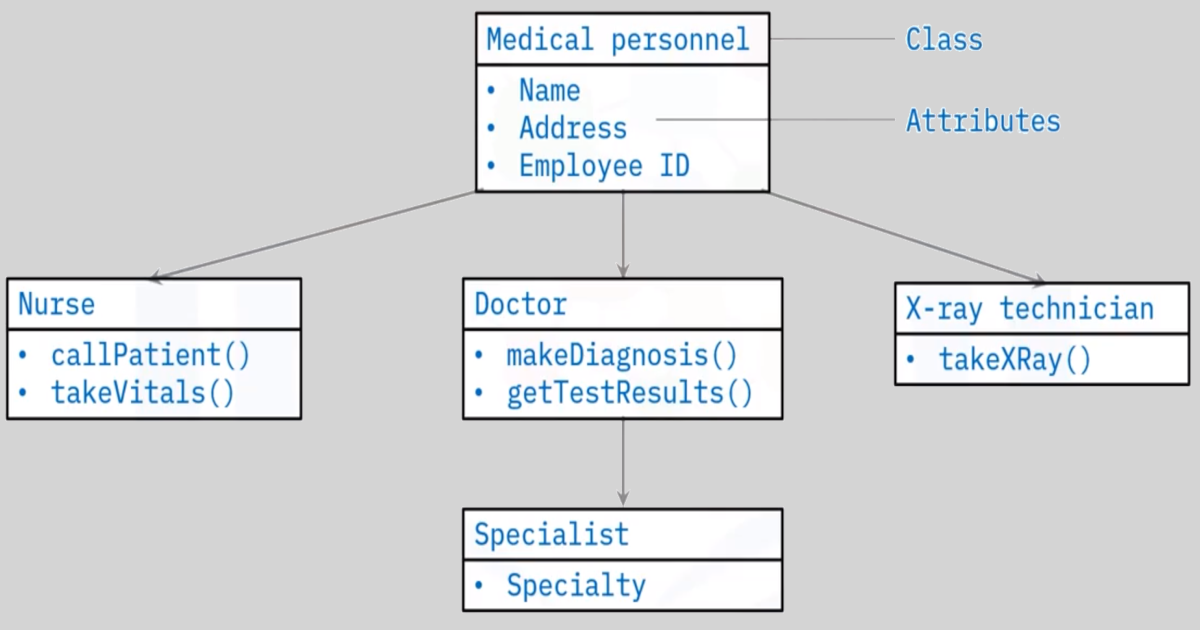 Medical personnel
Class
• Name
• Address
Attributes
• Employee ID
Nurse
• callPatient()
• takeVitals()
Doctor
• makeDiagnosis()
• getTestResults()
X-ray technician
• takeXRay()
Specialist
• Specialty